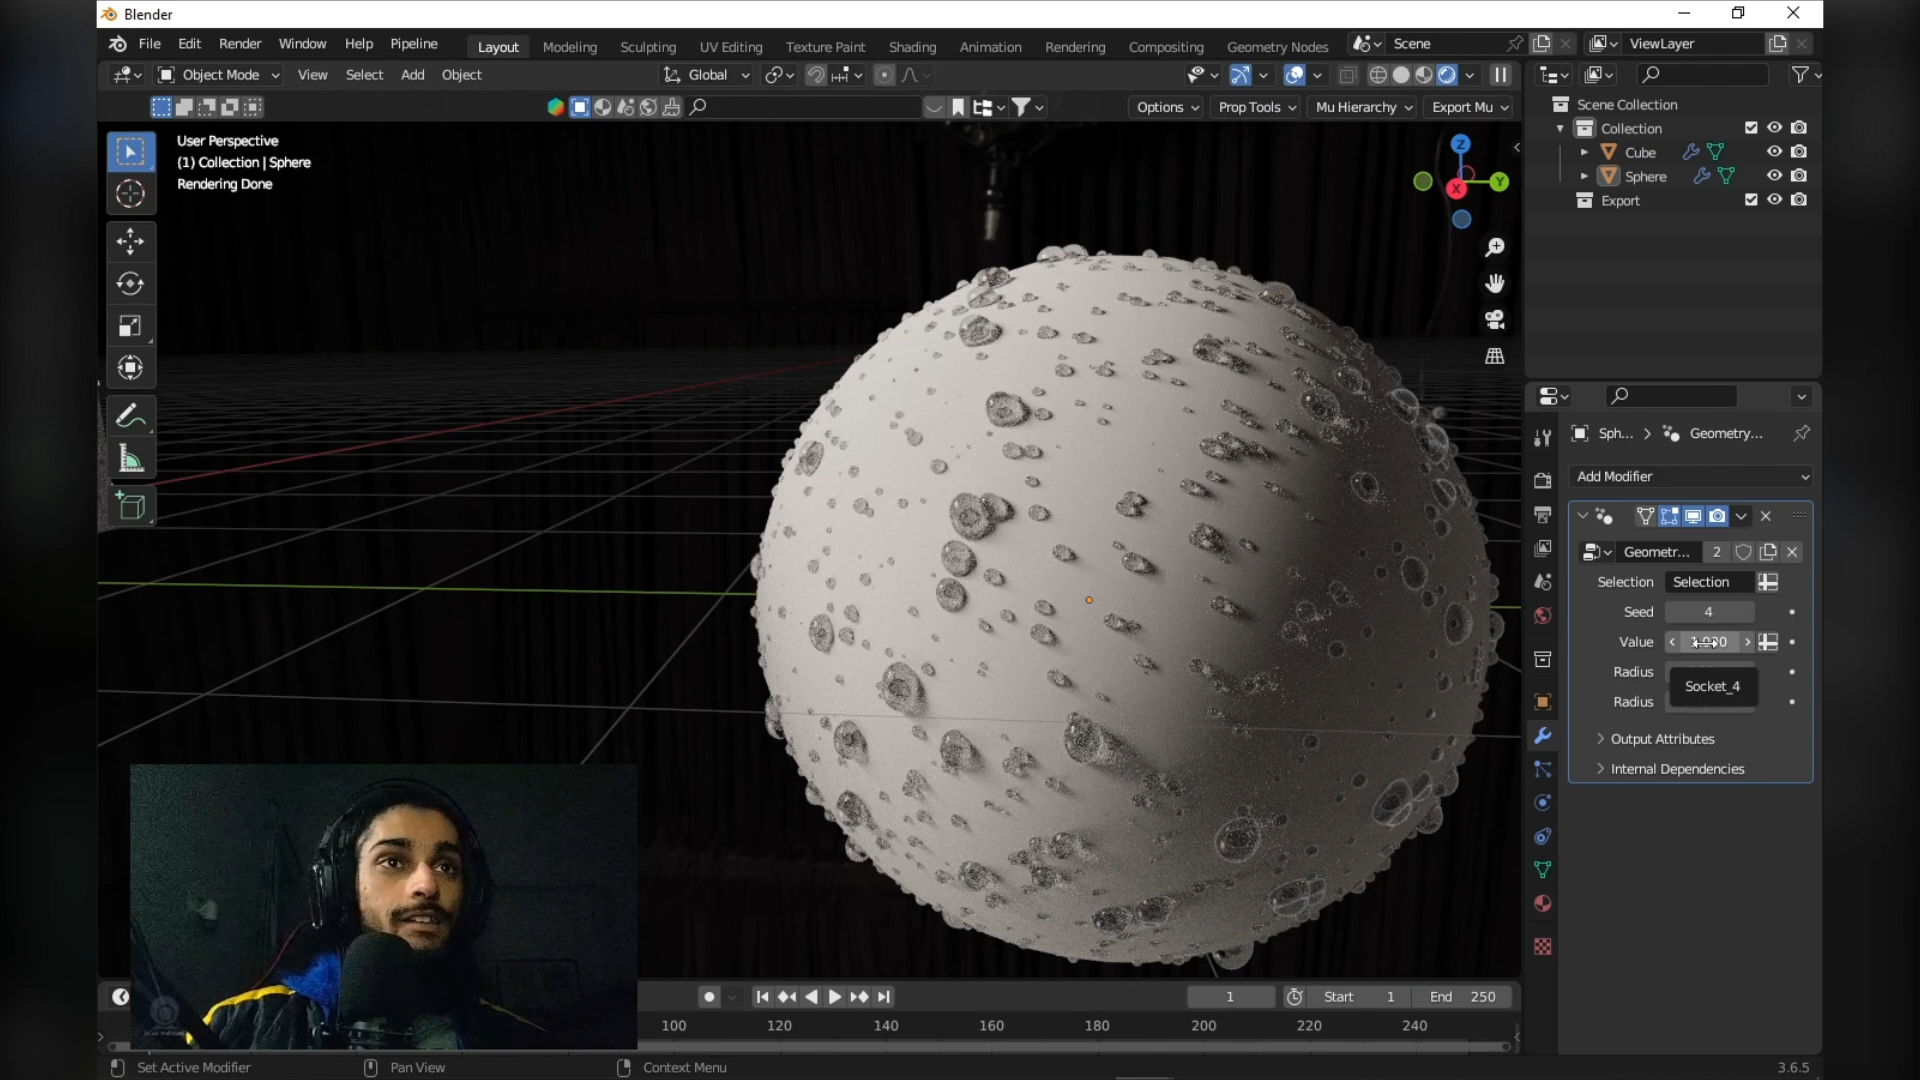 Blender
File Edit Render Window Help Pipeline
Layout Modeling Sculpting UV Editing Texture Paint Shading Animation Rendering Compositing Geometry Nodes
Scene
ViewLayer
Object Mode View Select Add Object
Global
Options Prop Tools Mu Hierarchy Export Mu
User Perspective
(1) Collection | Sphere
Rendering Done
Z
Y
X
Scene Collection
Collection
Cube
Sphere
Export
Sph... Geometry...
Add Modifier
Geometr... 2
Selection Selection
Seed 4
Value
Radius
Socket_4
Radius
Output Attributes
Internal Dependencies
1 Start 1 End 250
100 120 140 160 180 200 220 240
Set Active Modifier Pan View Context Menu
3.6.5